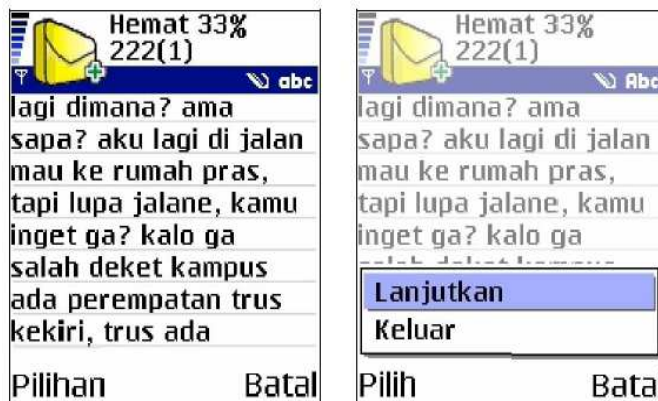 Hemat 33%
222(1)
abc
lagi dimana? ama
sapa? aku lagi di jalan
mau ke rumah pras,
tapi lupa jalane, kamu
inget ga? kalo ga
salah deket kampus
ada perempatan trus
kekiri, trus ada
Pilihan Batal
Hemat 33%
222(1)
Abc
lagi dimana? ama
sapa? aku lagi di jalan
mau ke rumah pras,
tapi lupa jalane, kamu
inget ga? kalo ga
salah deket kampus
Lanjutkan
Keluar
Pilih Bata